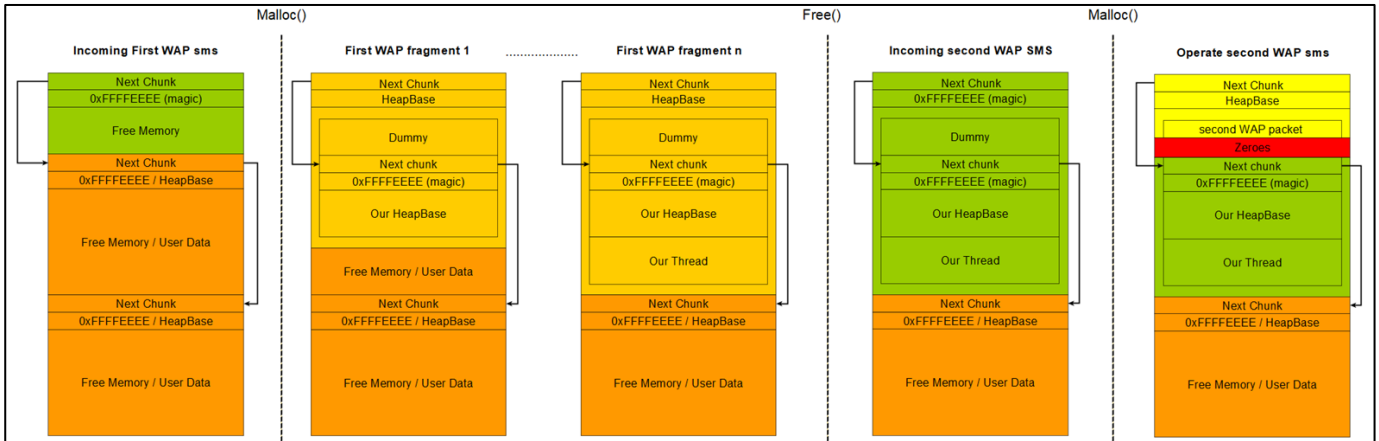 Malloc()
Free()
Malloc()
Incoming First WAP sms
Next Chunk
0xFFFFEEEE (magic)
Free Memory
Next Chunk
0xFFFFEEEE / HeapBase
Free Memory / User Data
Next Chunk
0xFFFFEEEE / HeapBase
Free Memory / User Data
First WAP fragment 1
Next Chunk
HeapBase
Dummy
Next chunk
0xFFFFEEEE (magic)
Our HeapBase
Free Memory / User Data
Next Chunk
0xFFFFEEEE / HeapBase
Free Memory / User Data
.....................
First WAP fragment n
Next Chunk
HeapBase
Dummy
Next chunk
0xFFFFEEEE (magic)
Our HeapBase
Our Thread
Next Chunk
0xFFFFEEEE / HeapBase
Free Memory / User Data
Incoming second WAP SMS
Next Chunk
0xFFFFEEEE (magic)
Dummy
Next chunk
0xFFFFEEEE (magic)
Our HeapBase
Our Thread
Next Chunk
0xFFFFEEEE / HeapBase
Free Memory / User Data
Operate second WAP sms
Next Chunk
HeapBase
second WAP packet
Zeroes
Next chunk
0xFFFFEEEE (magic)
Our HeapBase
Our Thread
Next Chunk
0xFFFFEEEE / HeapBase
Free Memory / User Data